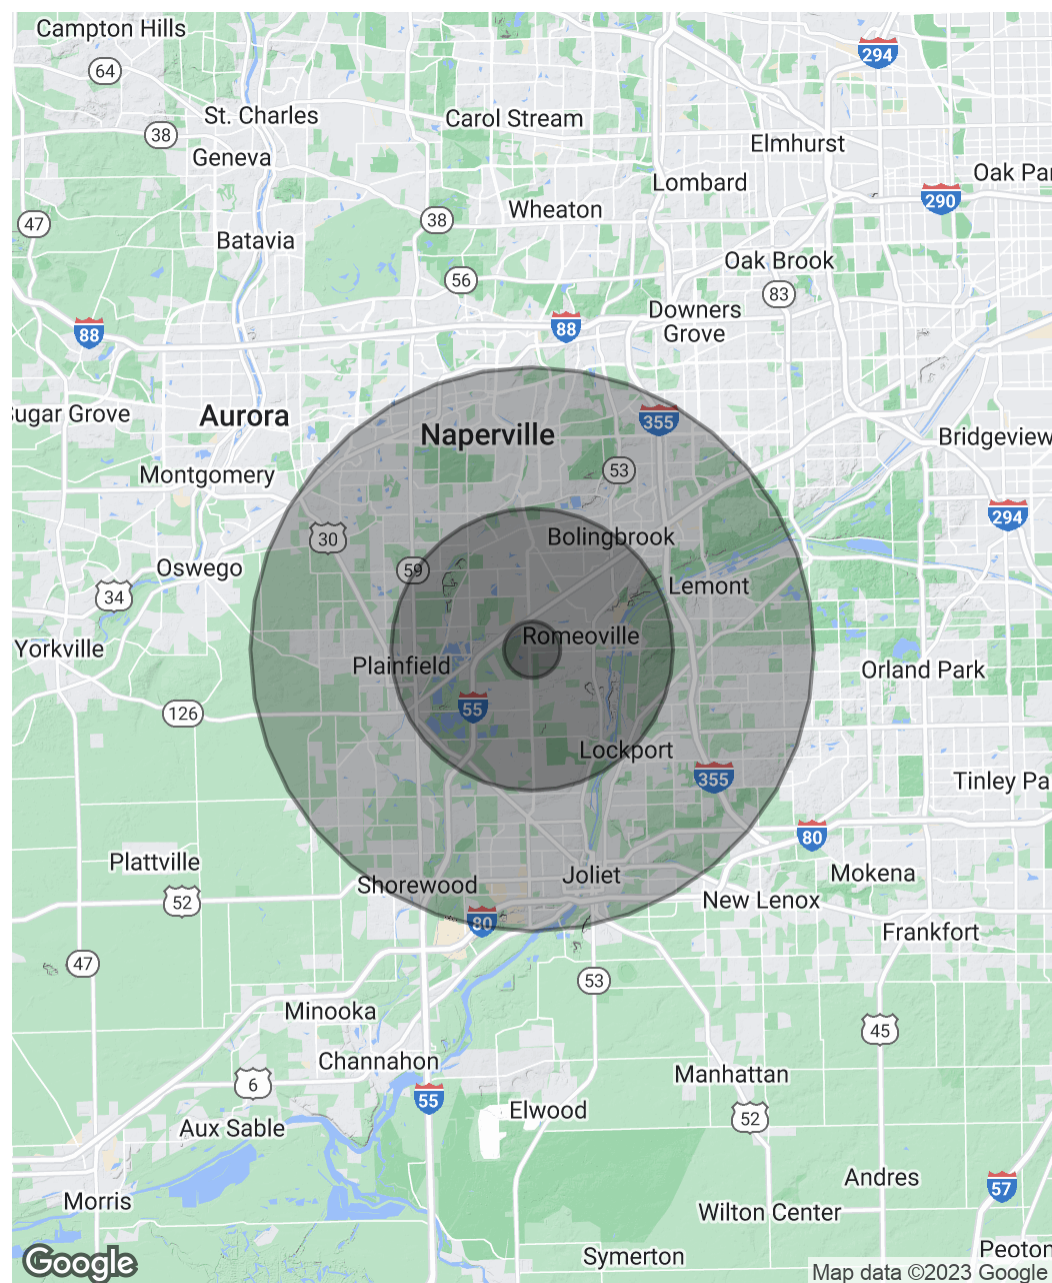 Campton Hills
294
64
St. Charles
Carol Stream
38
Elmhurst
Geneva
Oak Par
Lombard
290
Wheaton
38
47
Batavia
Oak Brook
56
83
Downers
Grove
88
88
Sugar Grove
Aurora
355
Naperville
Bridgeview
53
Montgomery
294
30
Bolingbrook
Oswego
59
34
Lemont
Romeoville
Yorkville
Plainfield
Orland Park
55
126
Lockport
355
Tinley Pa
80
Plattville
Joliet
Mokena
Shorewood
52
New Lenox
80
Frankfort
47
53
Minooka
45
Channahon
Manhattan
6
55
Elwood
52
Aux Sable
Andres
57
Morris
Wilton Center
Symerton
Peoton
Google
Map data ©2023 Google